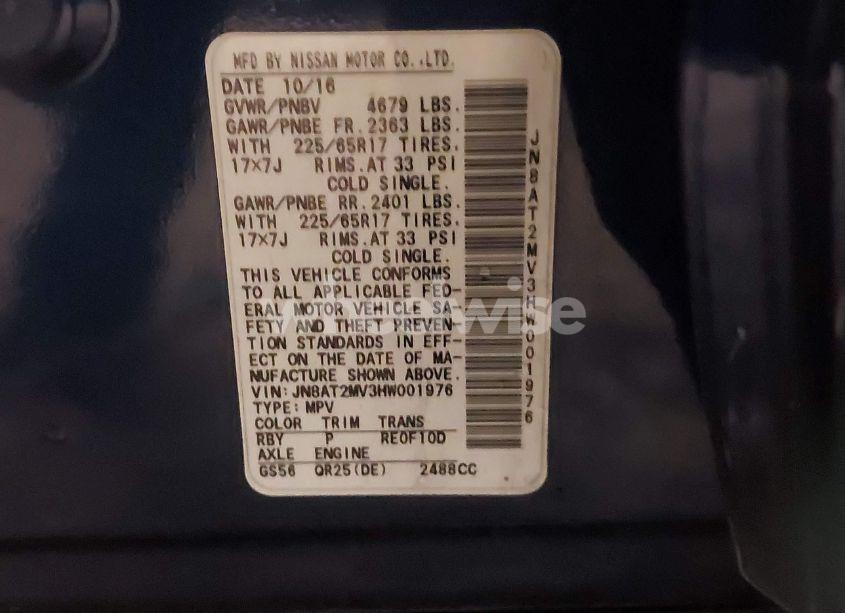 MFD BY NISSAN MOTOR CO.,LTD.
DATE 10/16
GVWR/PNBV 4679 LBS.
GAWR/PNBE FR.2363 LBS.
WITH 225/65R17 TIRES.
17×7J RIMS.AT 33 PSI
COLD SINGLE.
GAWR/PNBE RR.2401 LBS.
WITH 225/65R17 TIRES.
17×7J RIMS.AT 33 PSI
COLD SINGLE.
THIS VEHICLE CONFORMS
TO ALL APPLICABLE FED-
ERAL MOTOR VEHICLE SA-
FETY AND THEFT PREVEN-
TION STANDARDS IN EFF-
ECT ON THE DATE OF MA-
NUFACTURE SHOWN ABOVE.
VIN:JN8AT2MV3HW001976
TYPE:MPV
COLOR TRIM TRANS
RBY P RE0F10D
AXLE ENGINE
GS56 QR25(DE) 2488CC
JN8AT2MV3HW001976